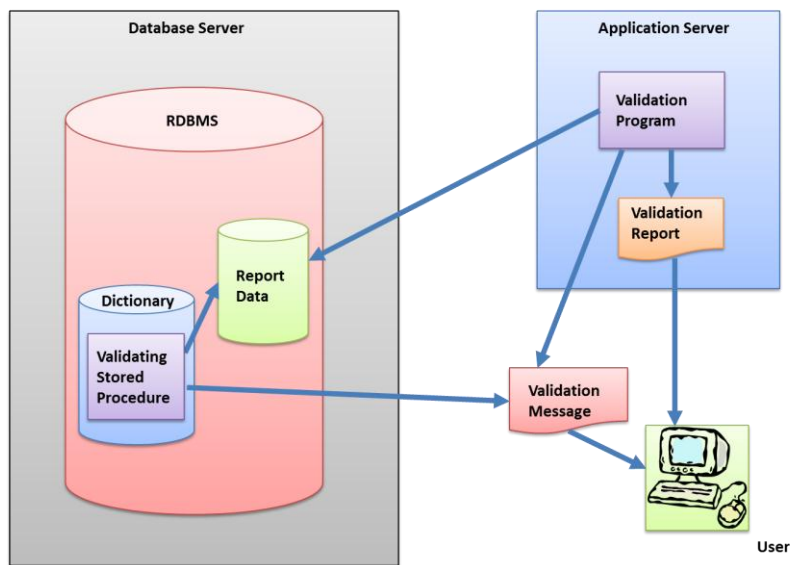 Database Server
Application Server
RDBMS
Validation
Program
Validation
Report
Report
Data
Dictionary
Validating
Stored
Procedure
Validation
Message
User